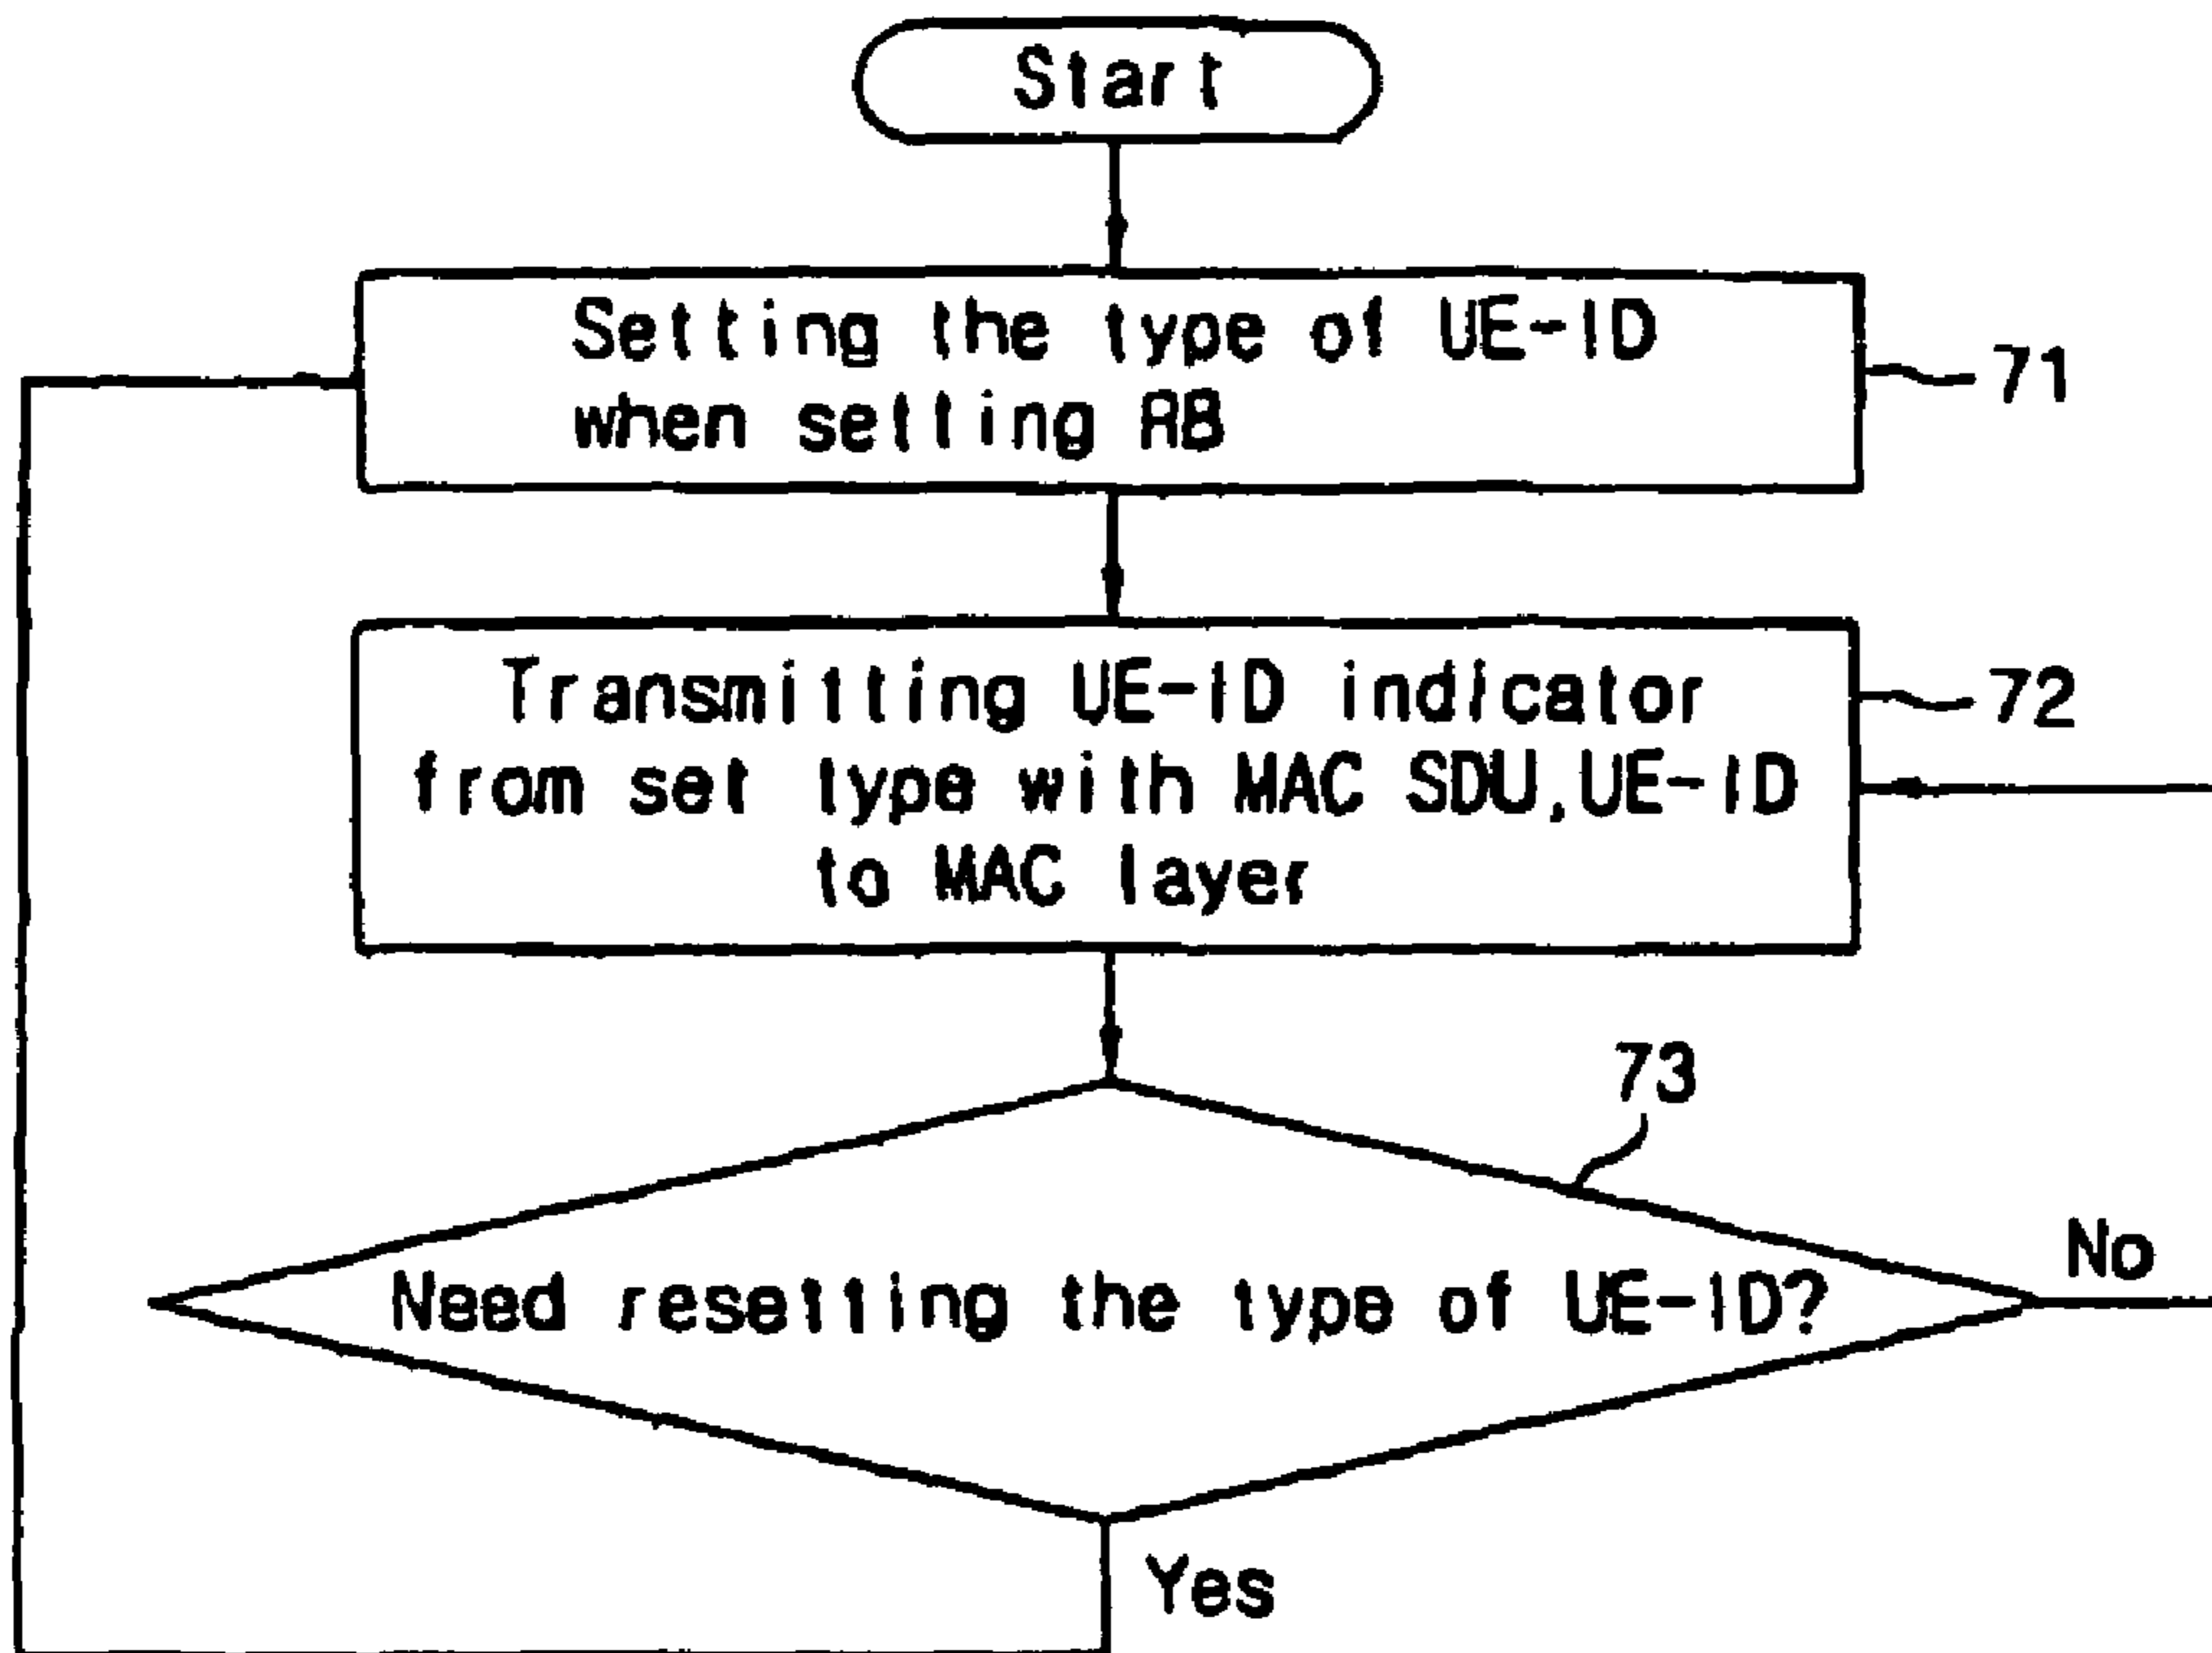 Start
Setting the type of UE-ID
when setting RB
71
Transmitting UE-ID indicator
from set type with MAC SDU,UE-ID
to MAC layer
72
73
Need resetting the type of UE-ID?
No
Yes